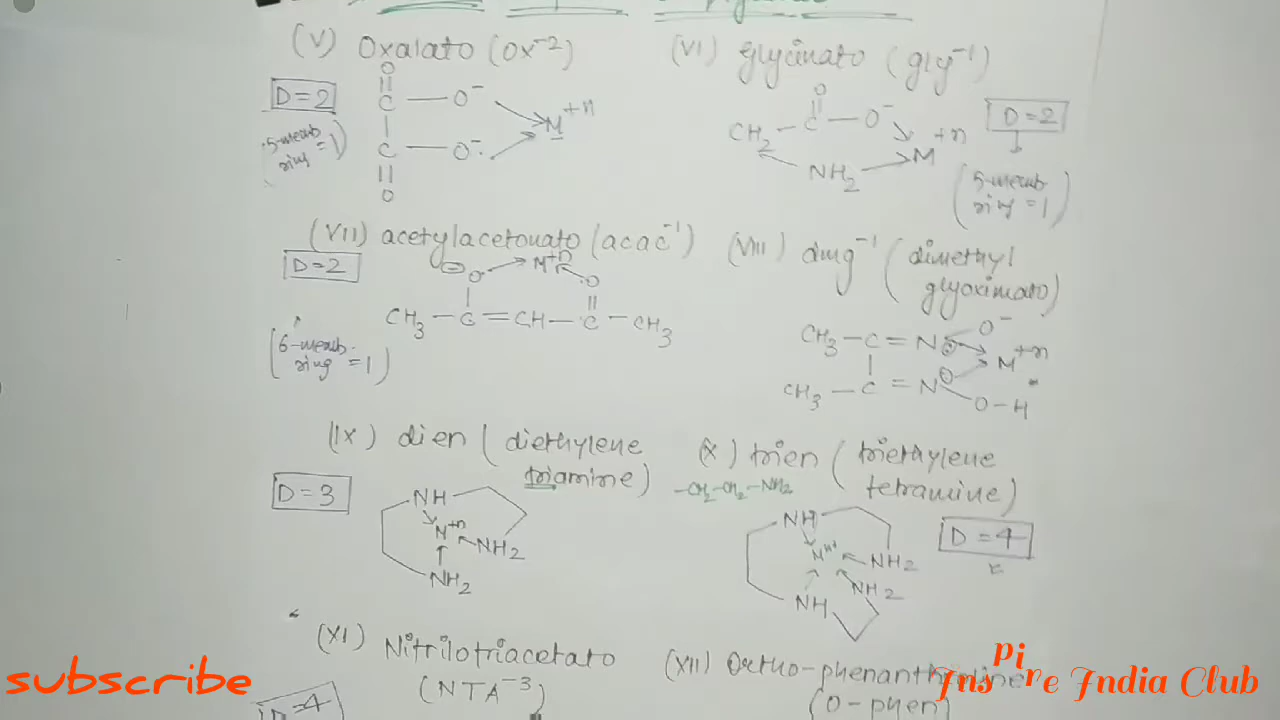 (V) Oxalato (ox⁻²)
D=2
5-memb
ring = 1
O
C — O⁻
M⁺ⁿ
C — O⁻
O
(VI) glycinato (gly⁻¹)
O
CH₂ — C — O⁻
NH₂
M⁺ⁿ
D=2
(5-memb
ring = 1)
(VII) acetylacetonato (acac⁻¹)
D=2
O M⁺ⁿ O
CH₃ — C = CH — C — CH₃
(6-memb.
ring = 1)
(VIII) dmg⁻¹ (dimethyl
glyoximato)
O⁻
CH₃ — C = N
M⁺ⁿ
CH₃ — C = N
O-H
(IX) dien (diethylene
triamine)
D=3
NH
M⁺ⁿ
NH₂
NH₂
(X) trien (triethylene
tetramine)
-CH₂-CH₂-NH₂
NH
M⁺ⁿ
NH₂
NH₂
NH
D=4
(XI) Nitrilotriacetato
(NTA⁻³)
D=4
(XII) Ortho-phenanthroline
(O-phen)
subscribe
Inspire India Club